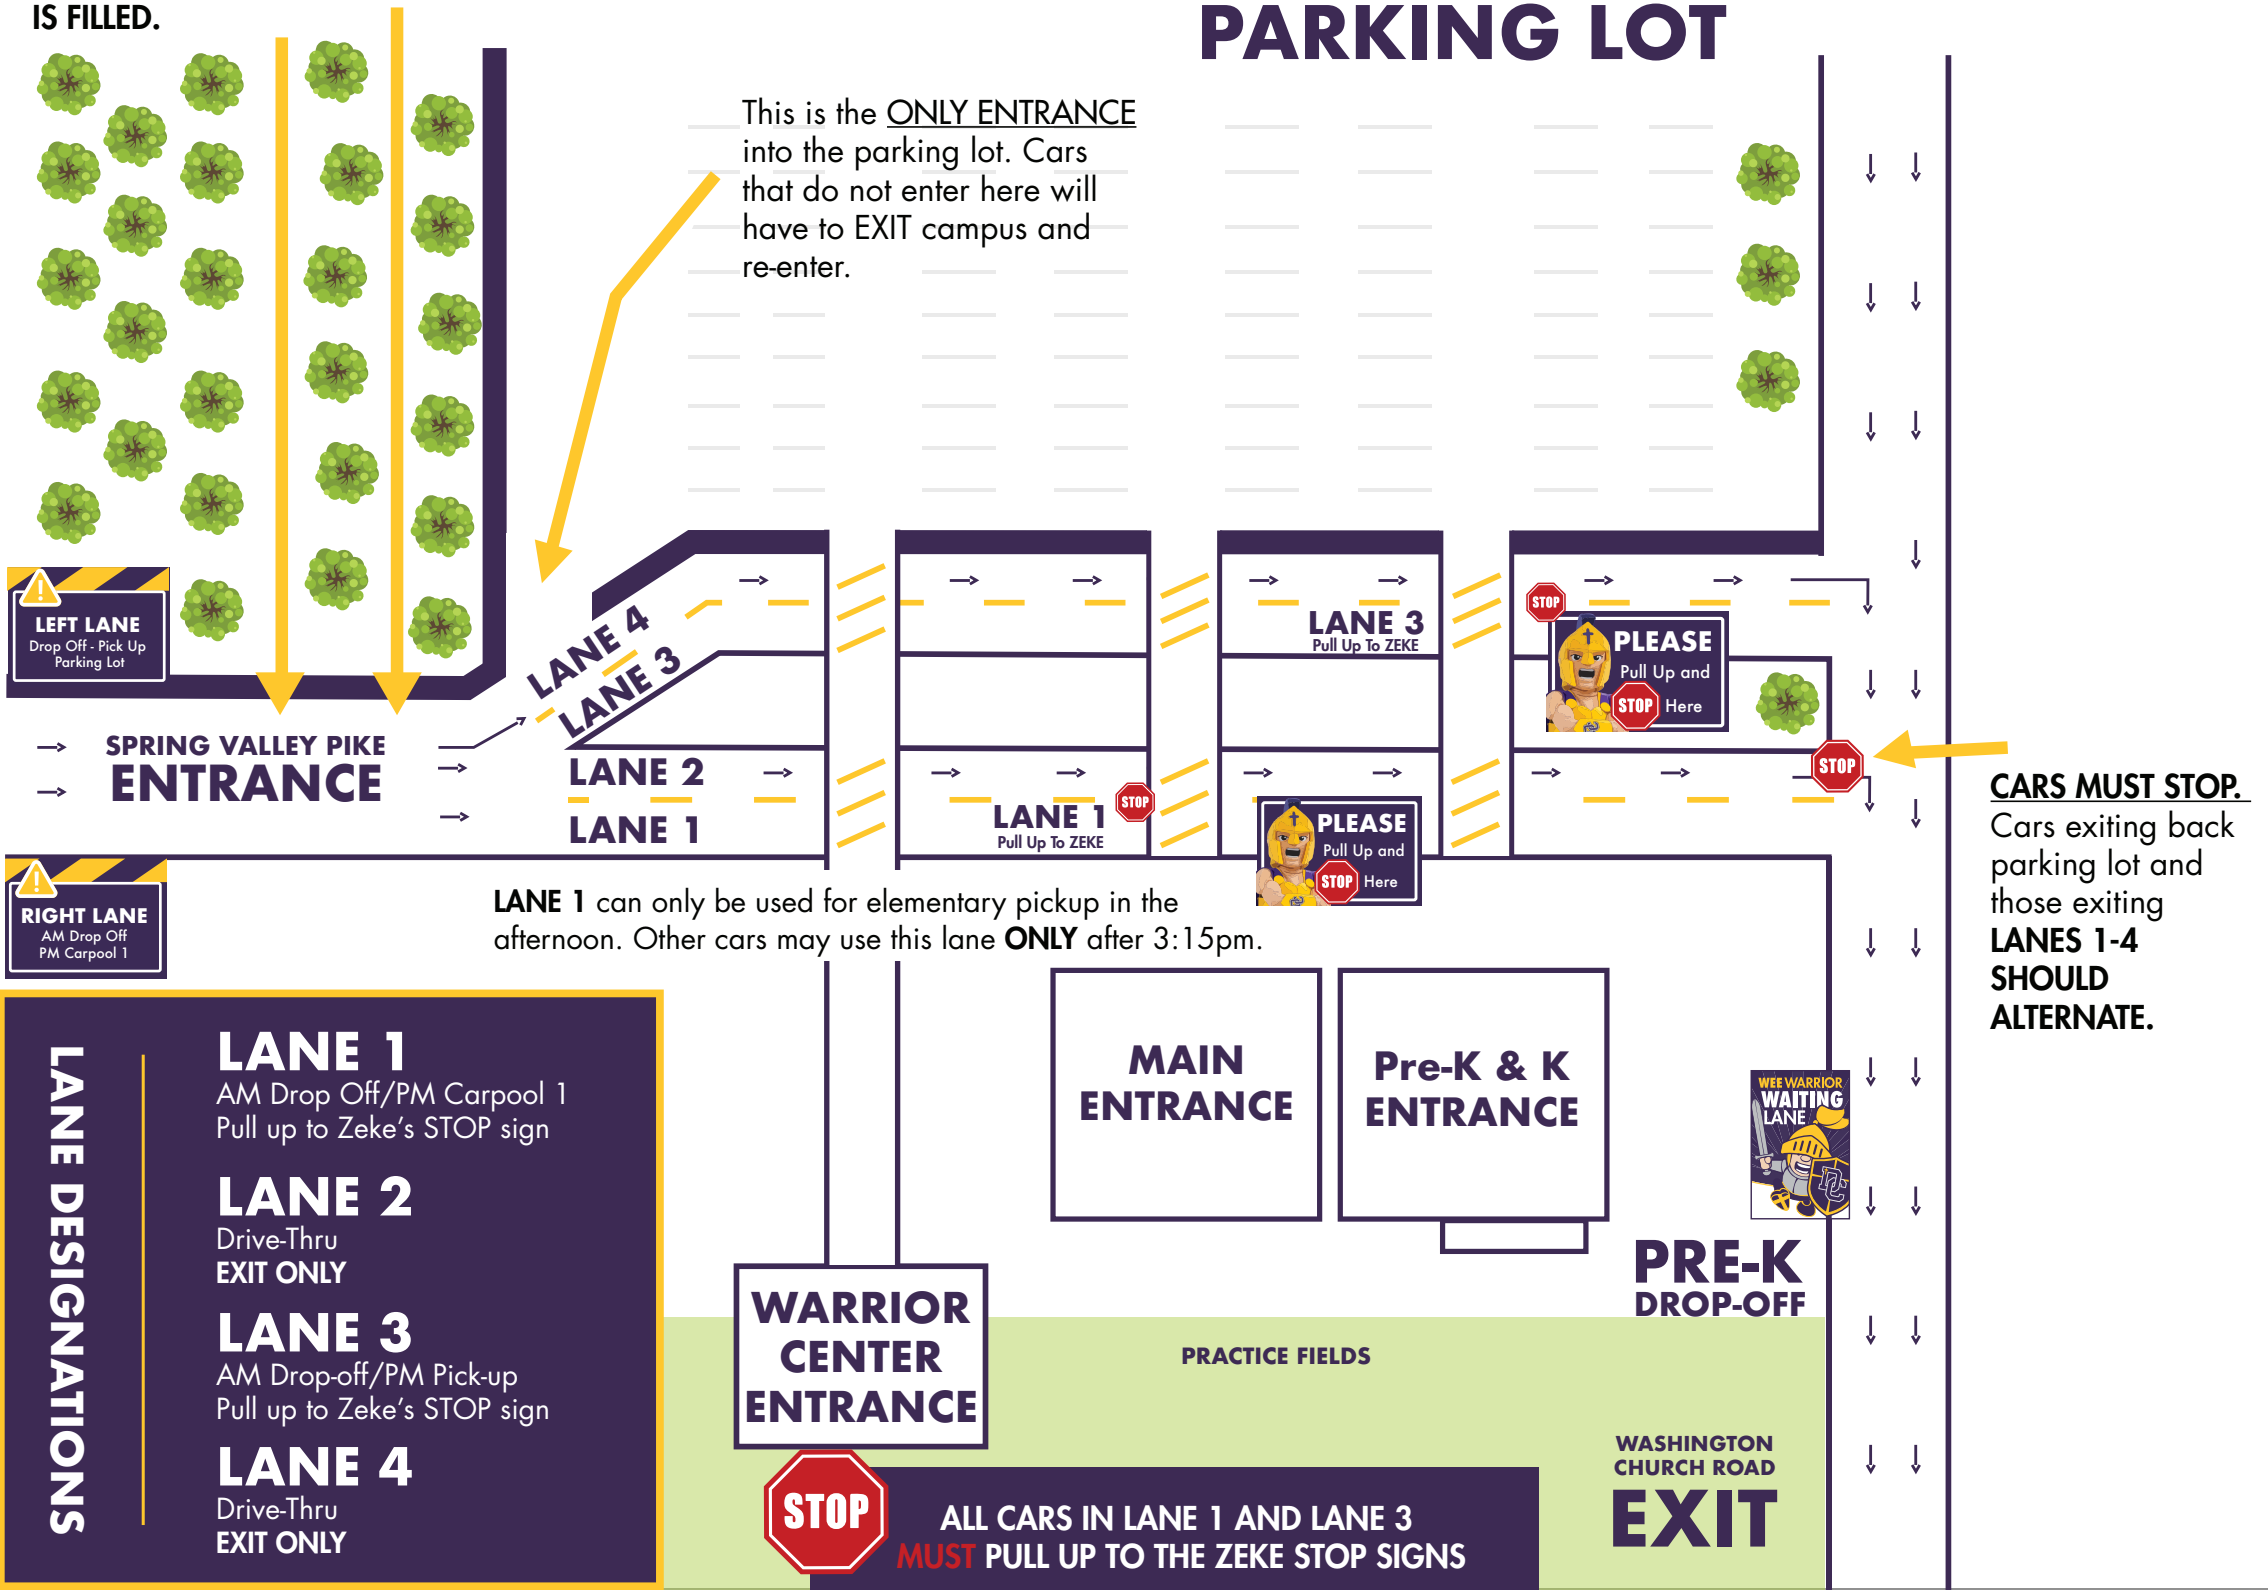 IS FILLED.
PARKING LOT
This is the ONLY ENTRANCE
into the parking lot. Cars
that do not enter here will
have to EXIT campus and
re-enter.
LEFT LANE
Drop Off - Pick Up
Parking Lot
LANE 4
LANE 3
LANE 3
Pull Up To ZEKE
STOP
PLEASE
Pull Up and
STOP Here
SPRING VALLEY PIKE
ENTRANCE
LANE 2
LANE 1
LANE 1
Pull Up To ZEKE
STOP
PLEASE
Pull Up and
STOP Here
STOP
CARS MUST STOP.
Cars exiting back
parking lot and
those exiting
LANES 1-4
SHOULD
ALTERNATE.
RIGHT LANE
AM Drop Off
PM Carpool 1
LANE 1 can only be used for elementary pickup in the
afternoon. Other cars may use this lane ONLY after 3:15pm.
LANE DESIGNATIONS
LANE 1
AM Drop Off/PM Carpool 1
Pull up to Zeke's STOP sign
LANE 2
Drive-Thru
EXIT ONLY
LANE 3
AM Drop-off/PM Pick-up
Pull up to Zeke's STOP sign
LANE 4
Drive-Thru
EXIT ONLY
MAIN
ENTRANCE
Pre-K & K
ENTRANCE
WEE WARRIOR
WAITING
LANE
DC
PRE-K
DROP-OFF
WARRIOR
CENTER
ENTRANCE
PRACTICE FIELDS
WASHINGTON
CHURCH ROAD
EXIT
STOP
ALL CARS IN LANE 1 AND LANE 3
MUST PULL UP TO THE ZEKE STOP SIGNS